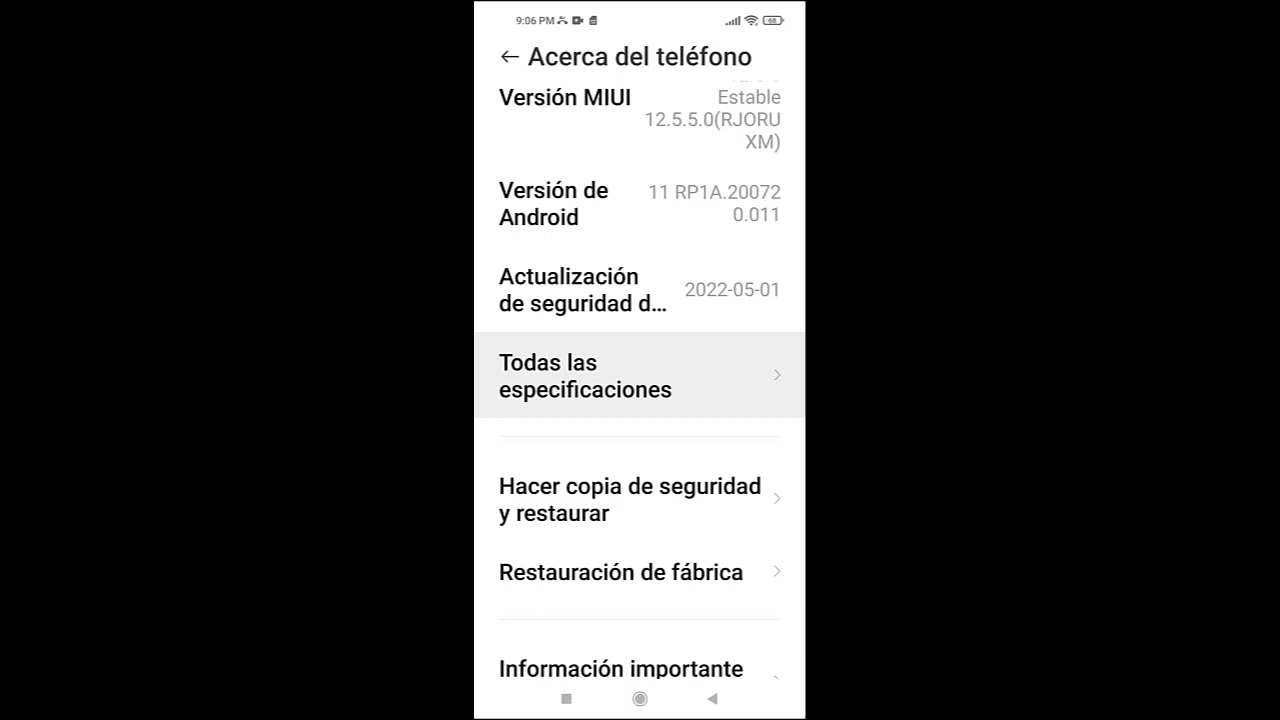 9:06 PM
68
Acerca del teléfono
Versión MIUI
Estable
12.5.5.0(RJORU
XM)
Versión de
Android
11 RP1A.20072
0.011
Actualización
de seguridad d...
2022-05-01
Todas las
especificaciones
Hacer copia de seguridad
y restaurar
Restauración de fábrica
Información importante